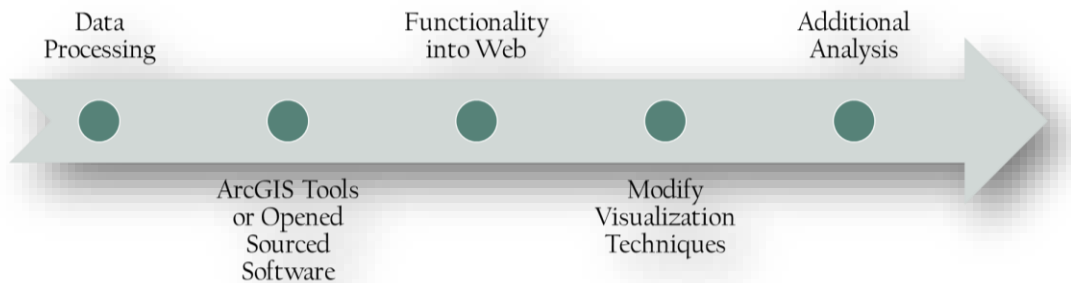 Data
Processing
ArcGIS Tools
or Opened
Sourced
Software
Functionality
into Web
Modify
Visualization
Techniques
Additional
Analysis